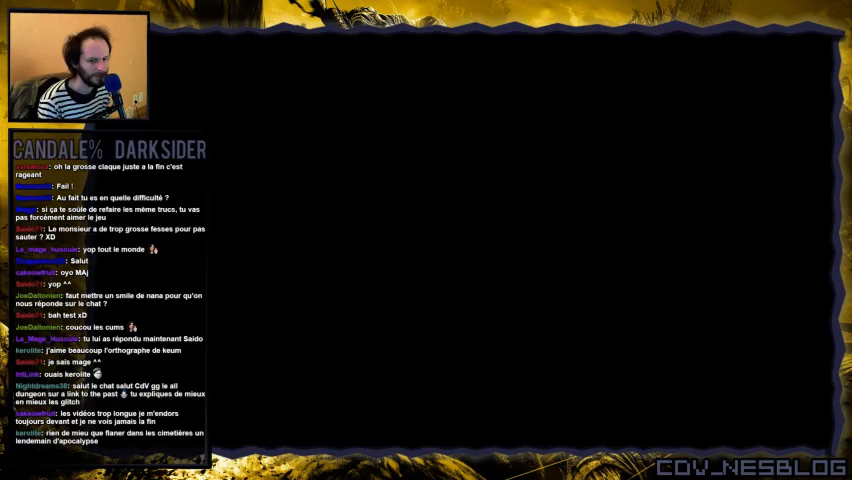 CANDALE% DARKSIDER
: oh la grosse claque juste a la fin c'est
rageant
: Fail !
: Au fait tu es en quelle difficulté ?
: si ça te soûle de refaire les même trucs, tu vas
pas forcément aimer le jeu
Saido71: Le monsieur a de trop grosse fesses pour pas
sauter ? XD
Le_mage_huscule: yop tout le monde
: Salut
cakeowfruit: oyo MAj
Saido71: yop ^^
JoeDaltonien: faut mettre un smile de nana pour qu'on
nous réponde sur le chat ?
Saido71: bah test xD
JoeDaltonien: coucou les cums
Le_Mage_Huscule: tu lui as répondu maintenant Saido
kerolite: j'aime beaucoup l'orthographe de keum
Saido71: je sais mage ^^
IntLink: ouais kerolite
Nightdreams38: salut le chat salut CdV gg le all
dungeon sur a link to the past tu expliques de mieux
en mieux les glitch
cakeowfruit: les vidéos trop longue je m'endors
toujours devant et je ne vois jamais la fin
kerolite: rien de mieu que flaner dans les cimetières un
lendemain d'apocalypse
CDV_NESBLOG